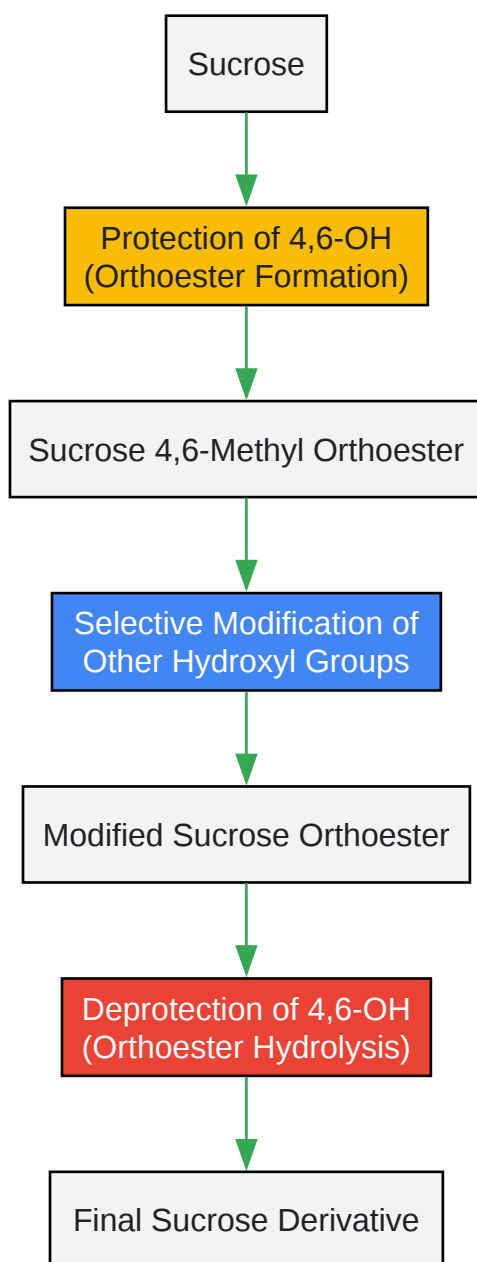 Sucrose
Protection of 4,6-OH
(Orthoester Formation)
Sucrose 4,6-Methyl Orthoester
Selective Modification of
Other Hydroxyl Groups
Modified Sucrose Orthoester
Deprotection of 4,6-OH
(Orthoester Hydrolysis)
Final Sucrose Derivative